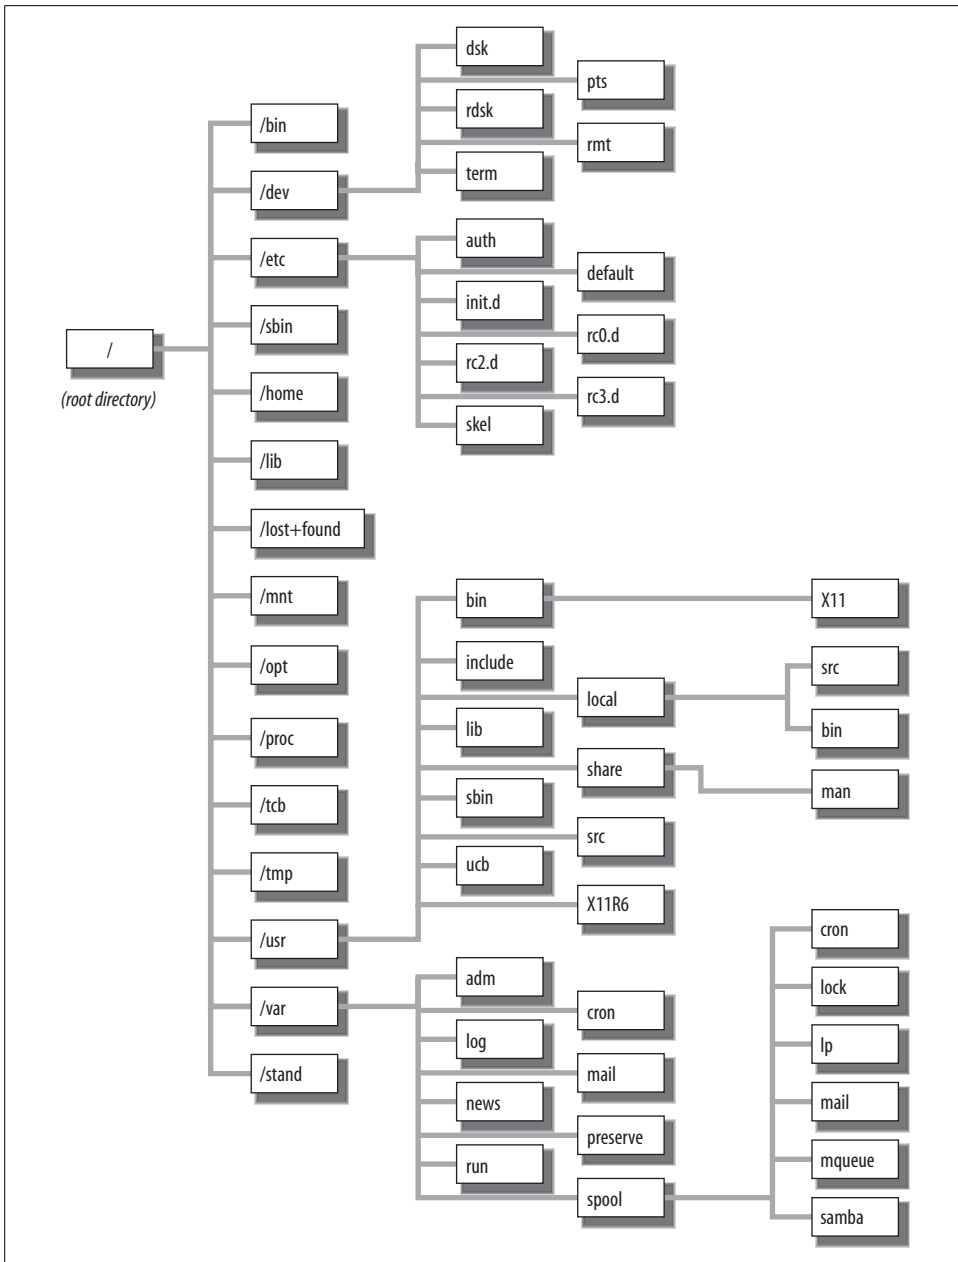 /
(root directory)
/bin
/dev
dsk
pts
rdsk
rmt
term
/etc
auth
default
init.d
rc0.d
rc2.d
rc3.d
skel
/sbin
/home
/lib
/lost+found
/mnt
/opt
/proc
/tcb
/tmp
/usr
bin
X11
include
local
src
bin
lib
share
man
sbin
src
ucb
X11R6
/var
adm
cron
log
mail
news
preserve
run
spool
cron
lock
lp
mail
mqueue
samba
/stand